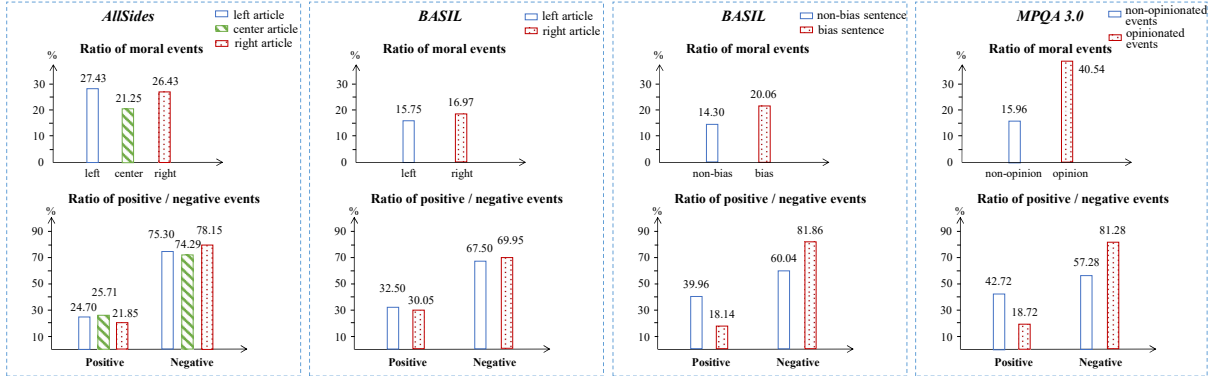 AllSides
left article
center article
right article
Ratio of moral events
%
30
20
10
0
27.43
21.25
26.43
left center right
Ratio of positive / negative events
%
90
70
50
30
10
24.70
25.71
21.85
75.30
74.29
78.15
Positive Negative
BASIL
left article
right article
Ratio of moral events
%
30
20
10
0
15.75
16.97
left right
Ratio of positive / negative events
%
90
70
50
30
10
32.50
30.05
67.50
69.95
Positive Negative
BASIL
non-bias sentence
bias sentence
Ratio of moral events
%
30
20
10
0
14.30
20.06
non-bias bias
Ratio of positive / negative events
%
90
70
50
30
10
39.96
18.14
60.04
81.86
Positive Negative
MPQA 3.0
non-opinionated
events
opinionated
events
Ratio of moral events
%
30
20
10
0
15.96
40.54
non-opinion opinion
Ratio of positive / negative events
%
90
70
50
30
10
42.72
18.72
57.28
81.28
Positive Negative